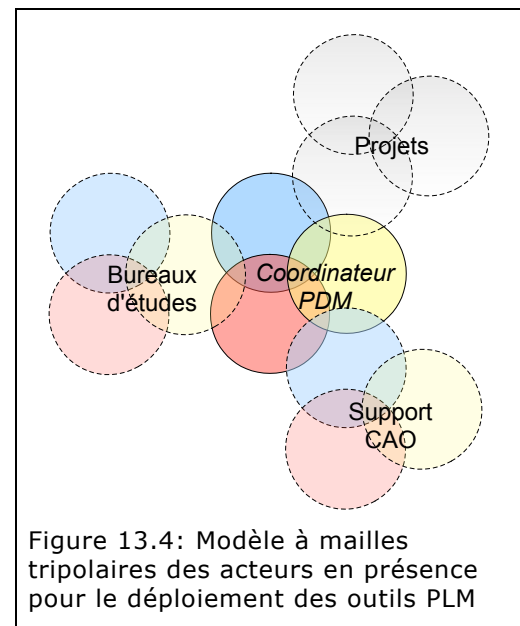 Projets
Bureaux
d'études
Coordinateur
PDM
Support
CAO
Figure 13.4: Modèle à mailles
tripolaires des acteurs en présence
pour le déploiement des outils PLM